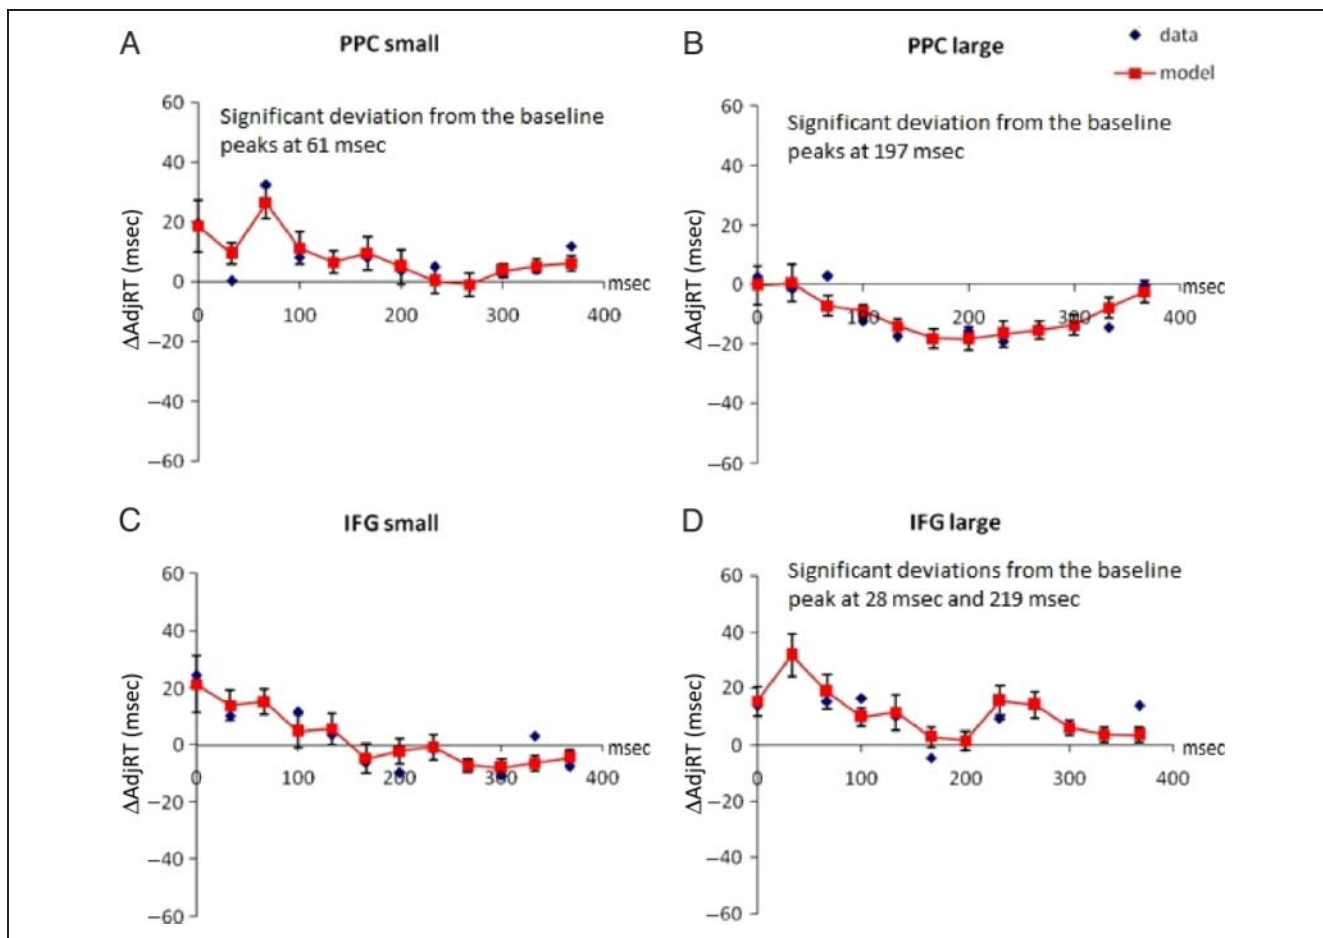 A
PPC small
Significant deviation from the baseline
peaks at 61 msec
60
40
20
0
−20
−40
−60
ΔAdjRT (msec)
0
100
200
300
400
msec
B
PPC large
data
model
Significant deviation from the baseline
peaks at 197 msec
60
40
20
0
−20
−40
−60
ΔAdjRT (msec)
0
100
200
300
400
msec
C
IFG small
60
40
20
0
−20
−40
−60
ΔAdjRT (msec)
0
100
200
300
400
msec
D
IFG large
Significant deviations from the baseline
peak at 28 msec and 219 msec
60
40
20
0
−20
−40
−60
ΔAdjRT (msec)
0
100
200
300
400
msec